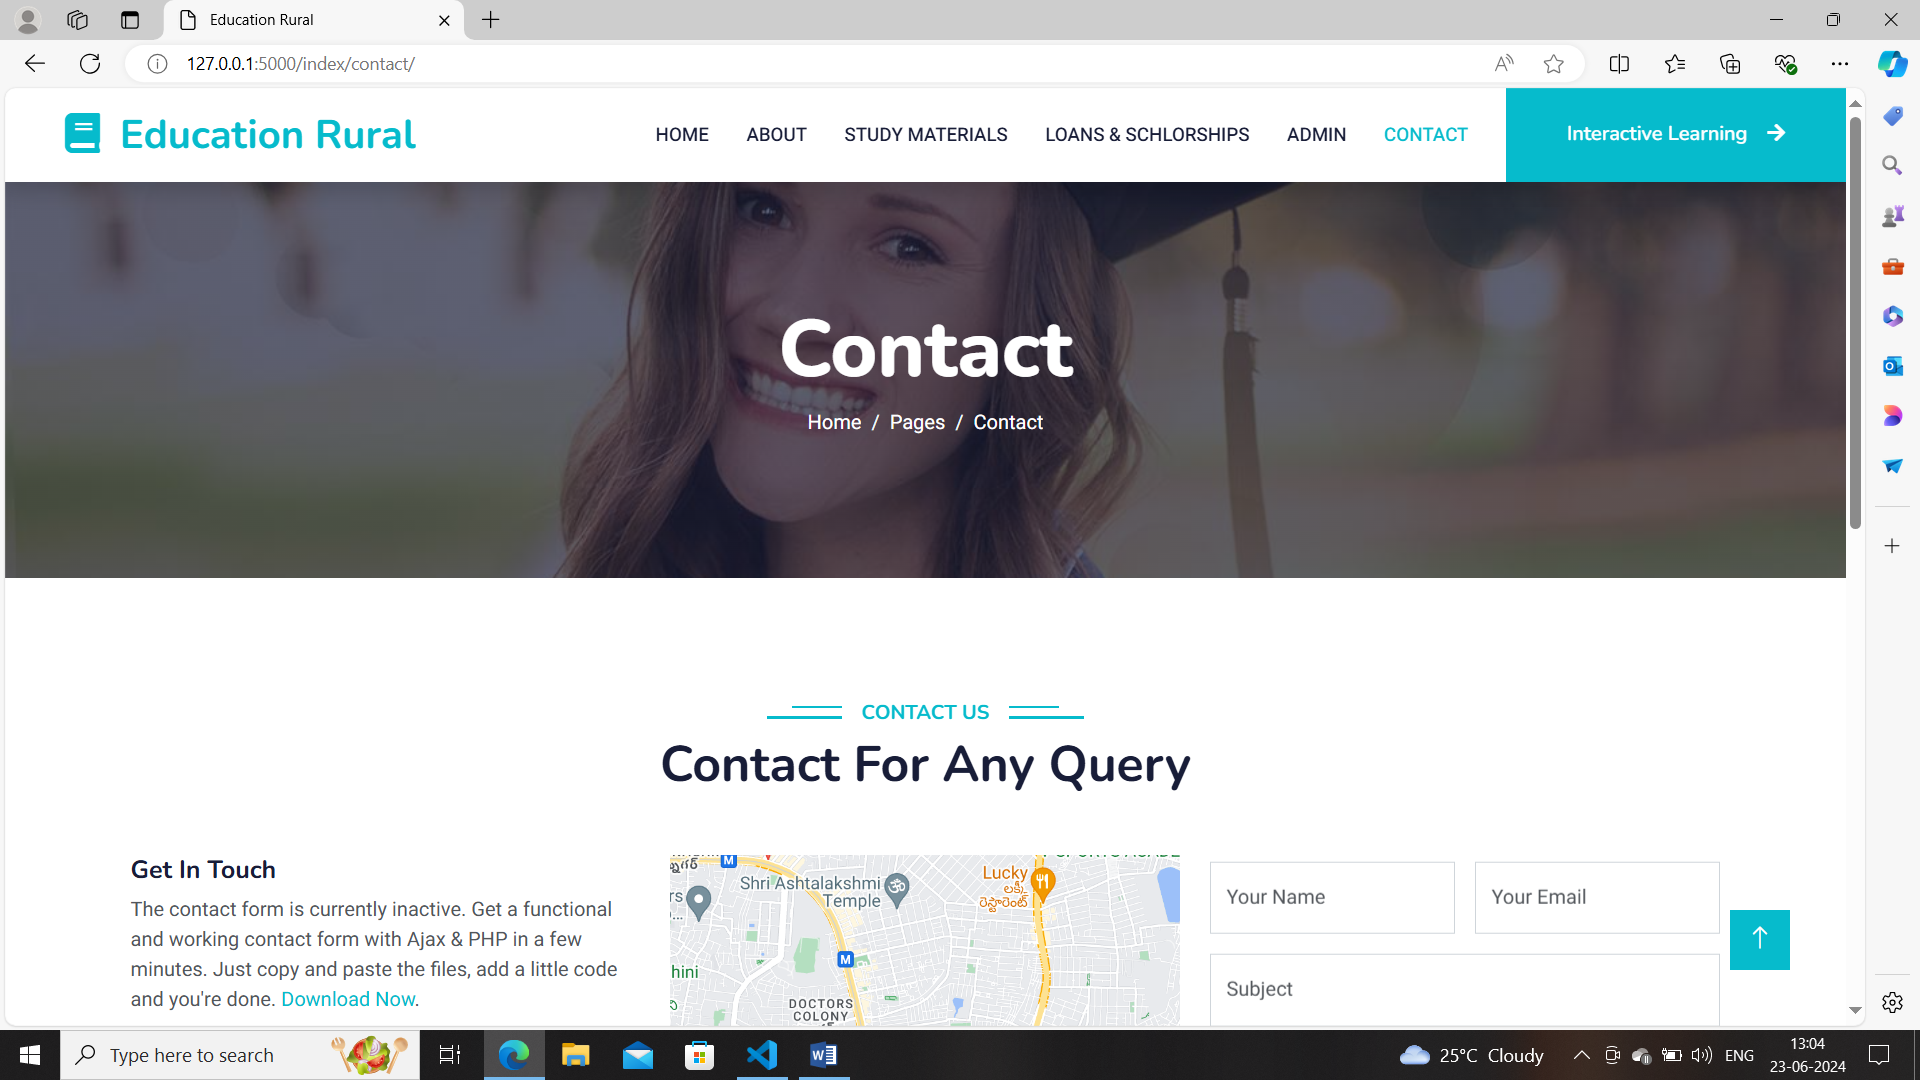 Education Rural
127.0.0.1:5000/index/contact/
Education Rural
HOME
ABOUT
STUDY MATERIALS
LOANS & SCHLORSHIPS
ADMIN
CONTACT
Interactive Learning
Contact
Home / Pages / Contact
CONTACT US
Contact For Any Query
Get In Touch
The contact form is currently inactive. Get a functional
and working contact form with Ajax & PHP in a few
minutes. Just copy and paste the files, add a little code
and you're done. Download Now.
M
Shri Ashtalakshmi
Temple
Lucky
లక్కీ
రెస్టారెంట్
M
hini
DOCTORS
COLONY
Your Name
Your Email
Subject
Type here to search
25°C Cloudy
ENG
13:04
23-06-2024